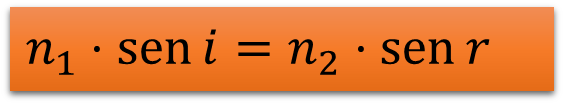 n₁ · sen i = n₂ · sen r